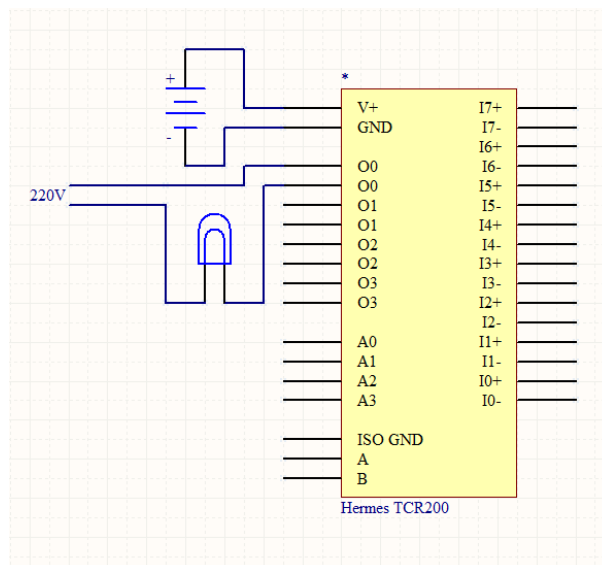 *
+
-
220V
V+ I7+
GND I7-
I6+
O0 I6-
O0 I5+
O1 I5-
O1 I4+
O2 I4-
O2 I3+
O3 I3-
O3 I2+
I2-
A0 I1+
A1 I1-
A2 I0+
A3 I0-
ISO GND
A
B
Hermes TCR200